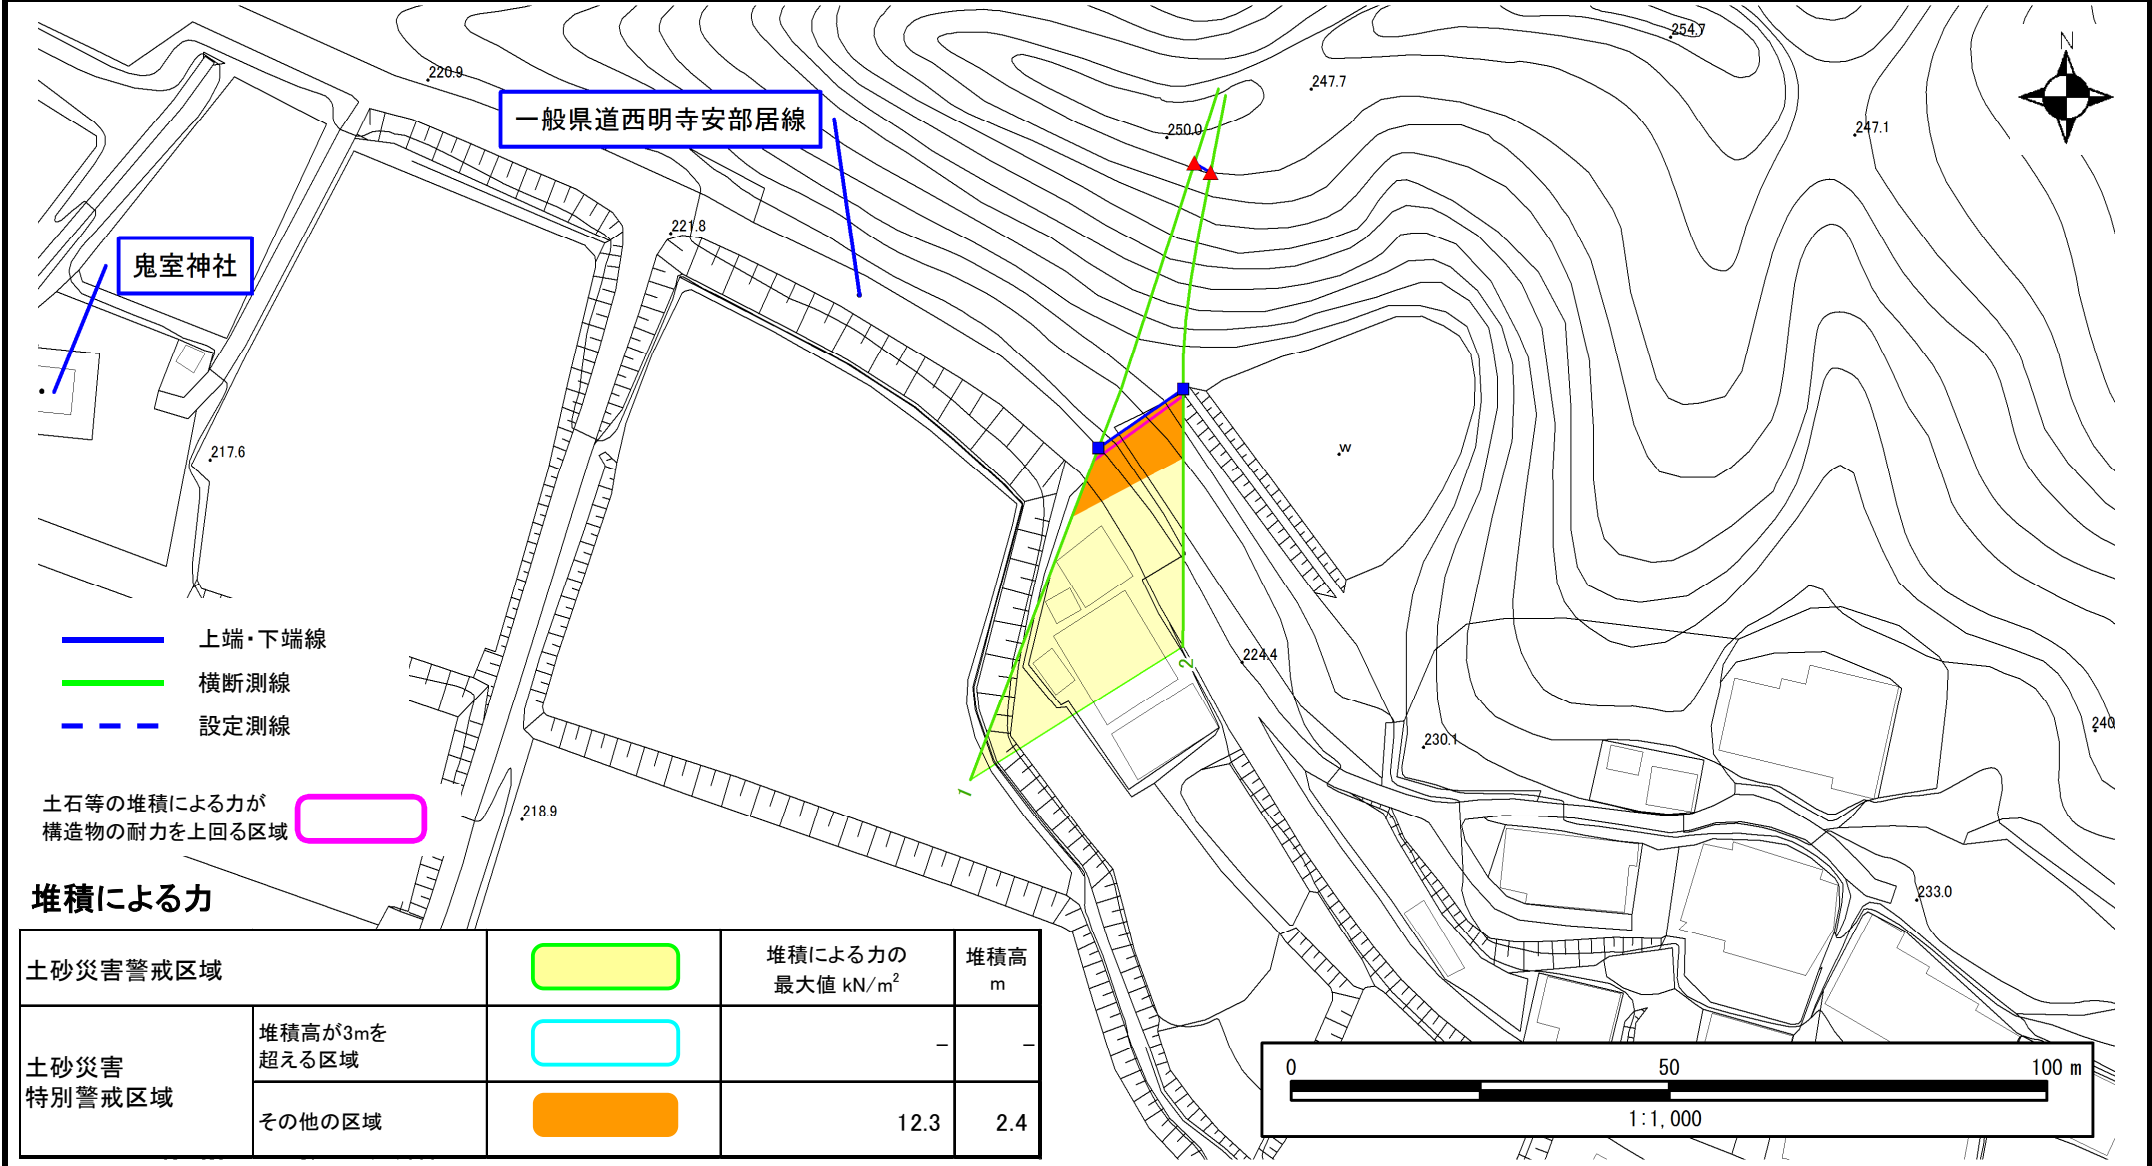 254.7
N
220.9
247.7
一般県道西明寺安部居線
250.0
247.1
221.8
鬼室神社
217.6
w
上端・下端線
224.4
2
横断測線
設定測線
240
230.1
1
土石等の堆積による力が
構造物の耐力を上回る区域
218.9
堆積による力
233.0
土砂災害警戒区域
堆積による力の
最大値 kN/m²
堆積高
m
土砂災害
特別警戒区域
堆積高が3mを
超える区域
－
－
その他の区域
12.3
2.4
0 50 100 m
1:1,000